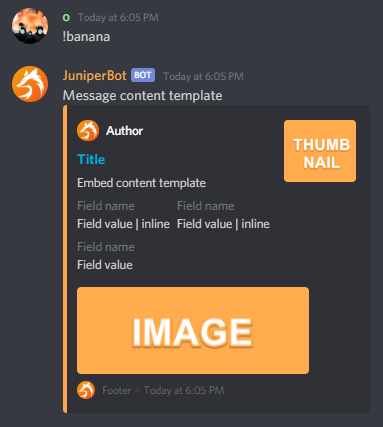 o Today at 6:05 PM
!banana
JuniperBot BOT Today at 6:05 PM
Message content template
Author
THUMB
NAIL
Title
Embed content template
Field name Field name
Field value | inline Field value | inline
Field name
Field value
IMAGE
Footer • Today at 6:05 PM